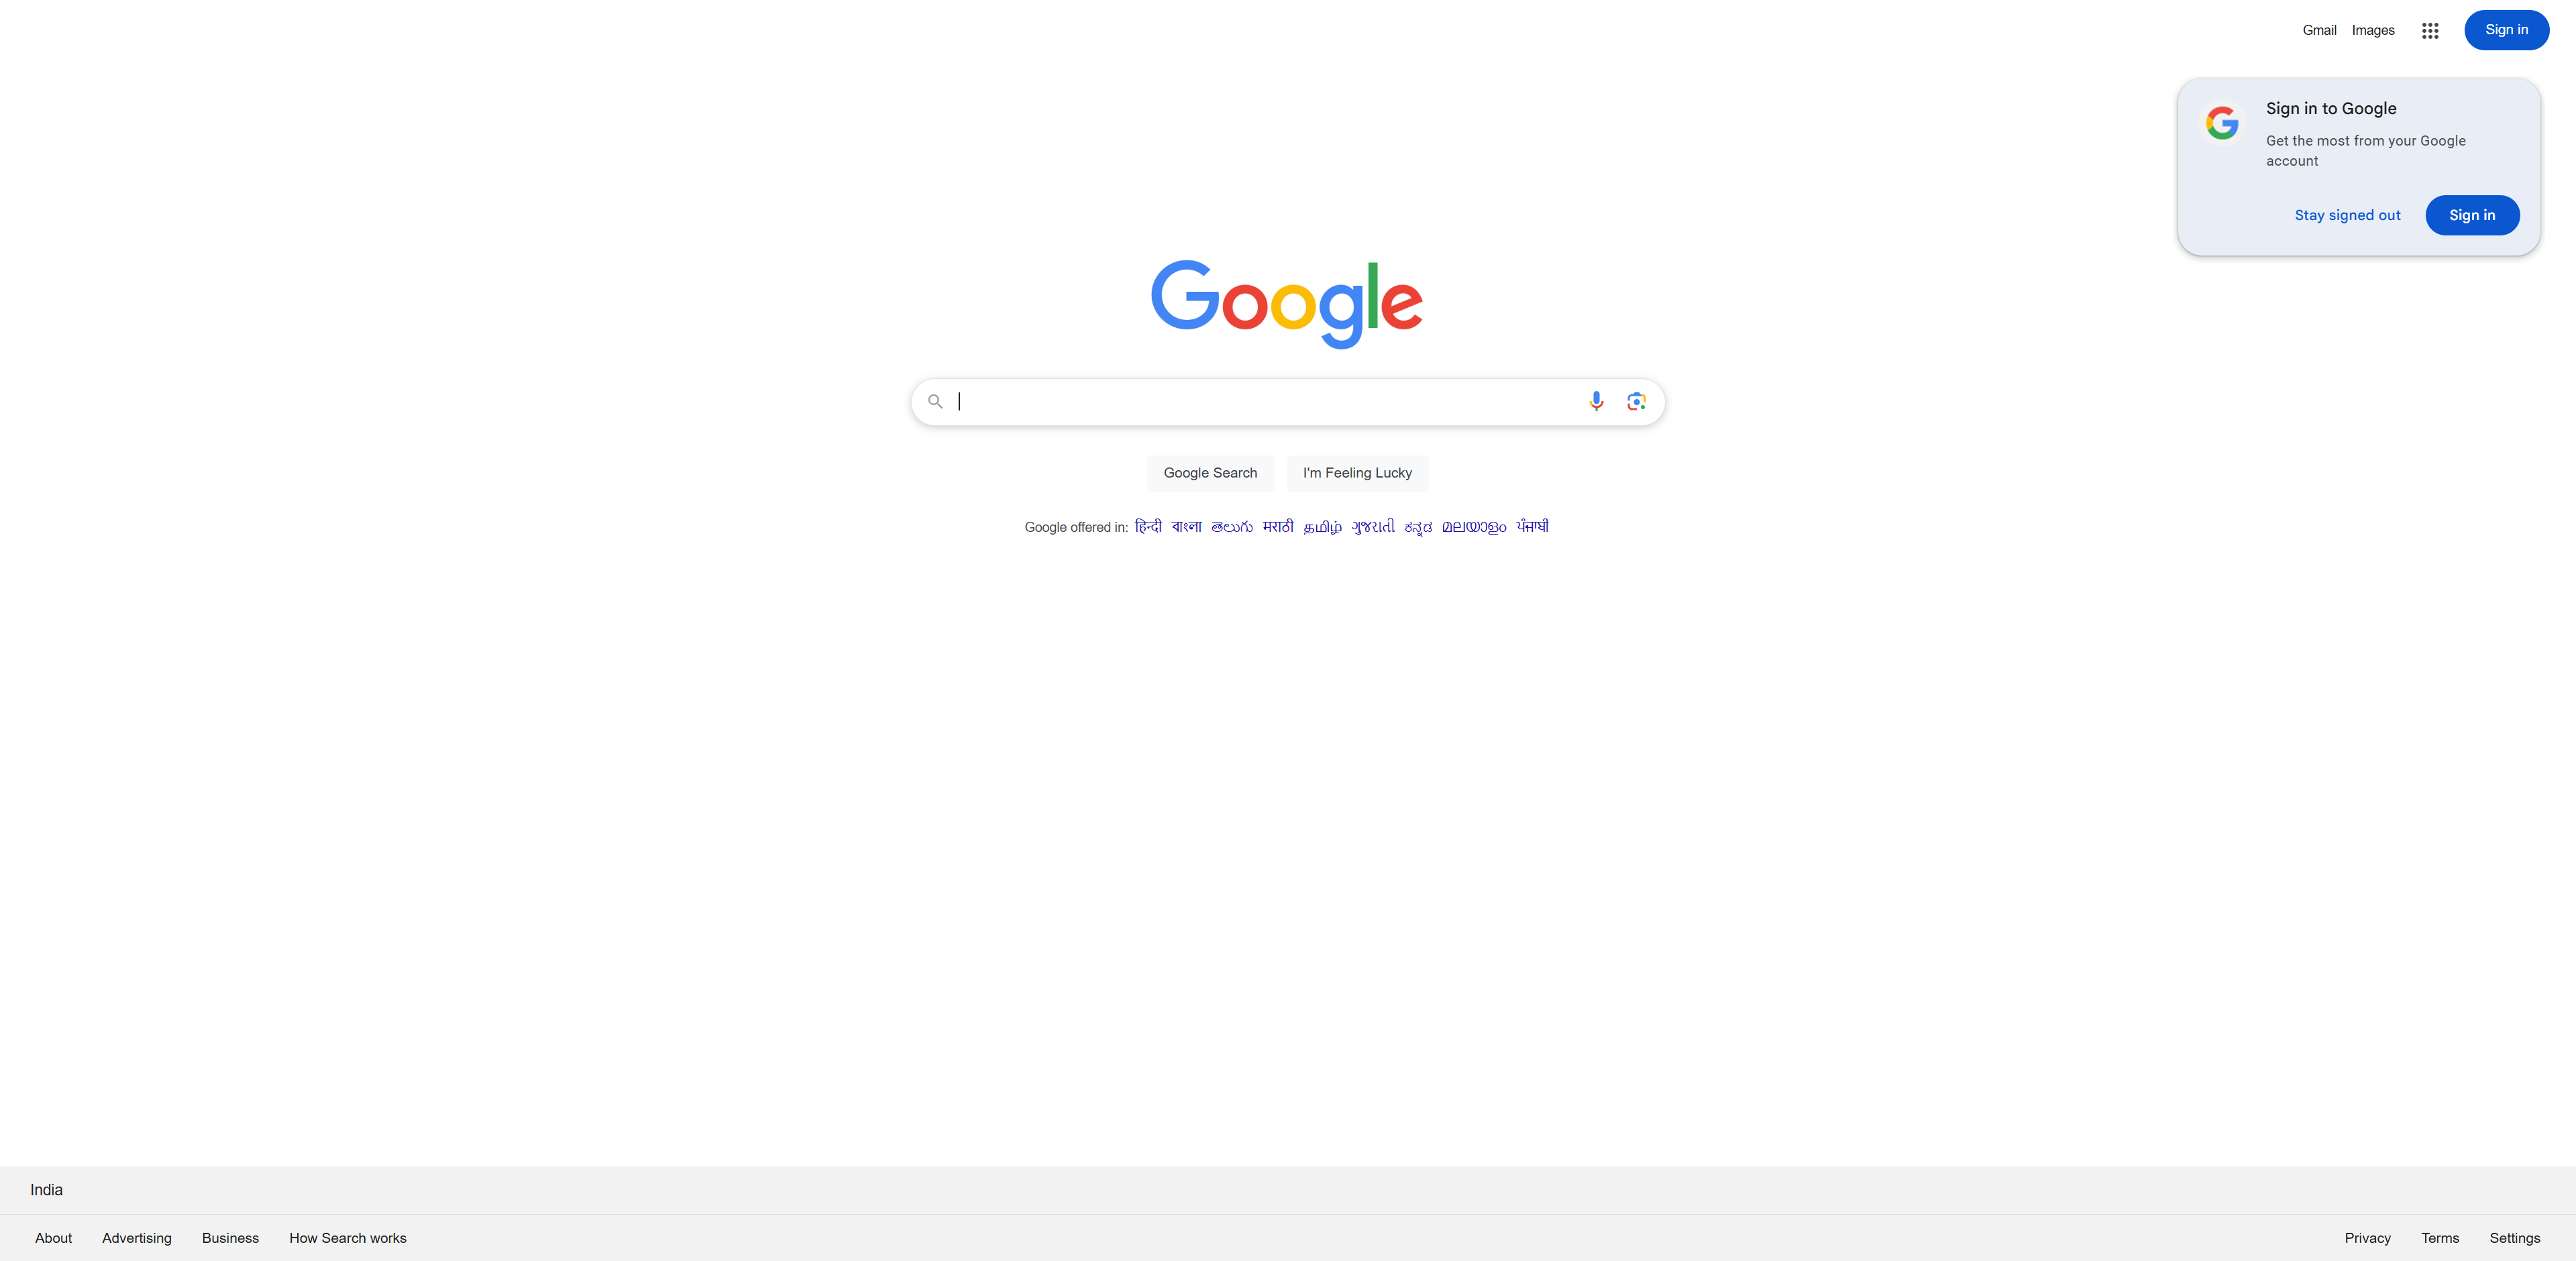 Gmail Images Sign in
Sign in to Google
Get the most from your Google
account
Stay signed out Sign in
Google
Google Search I'm Feeling Lucky
Google offered in: हिन्दी বাংলা తెలుగు मराठी தமிழ் ગુજરાતી ಕನ್ನಡ മലയാളം ਪੰਜਾਬੀ
India
About Advertising Business How Search works Privacy Terms Settings